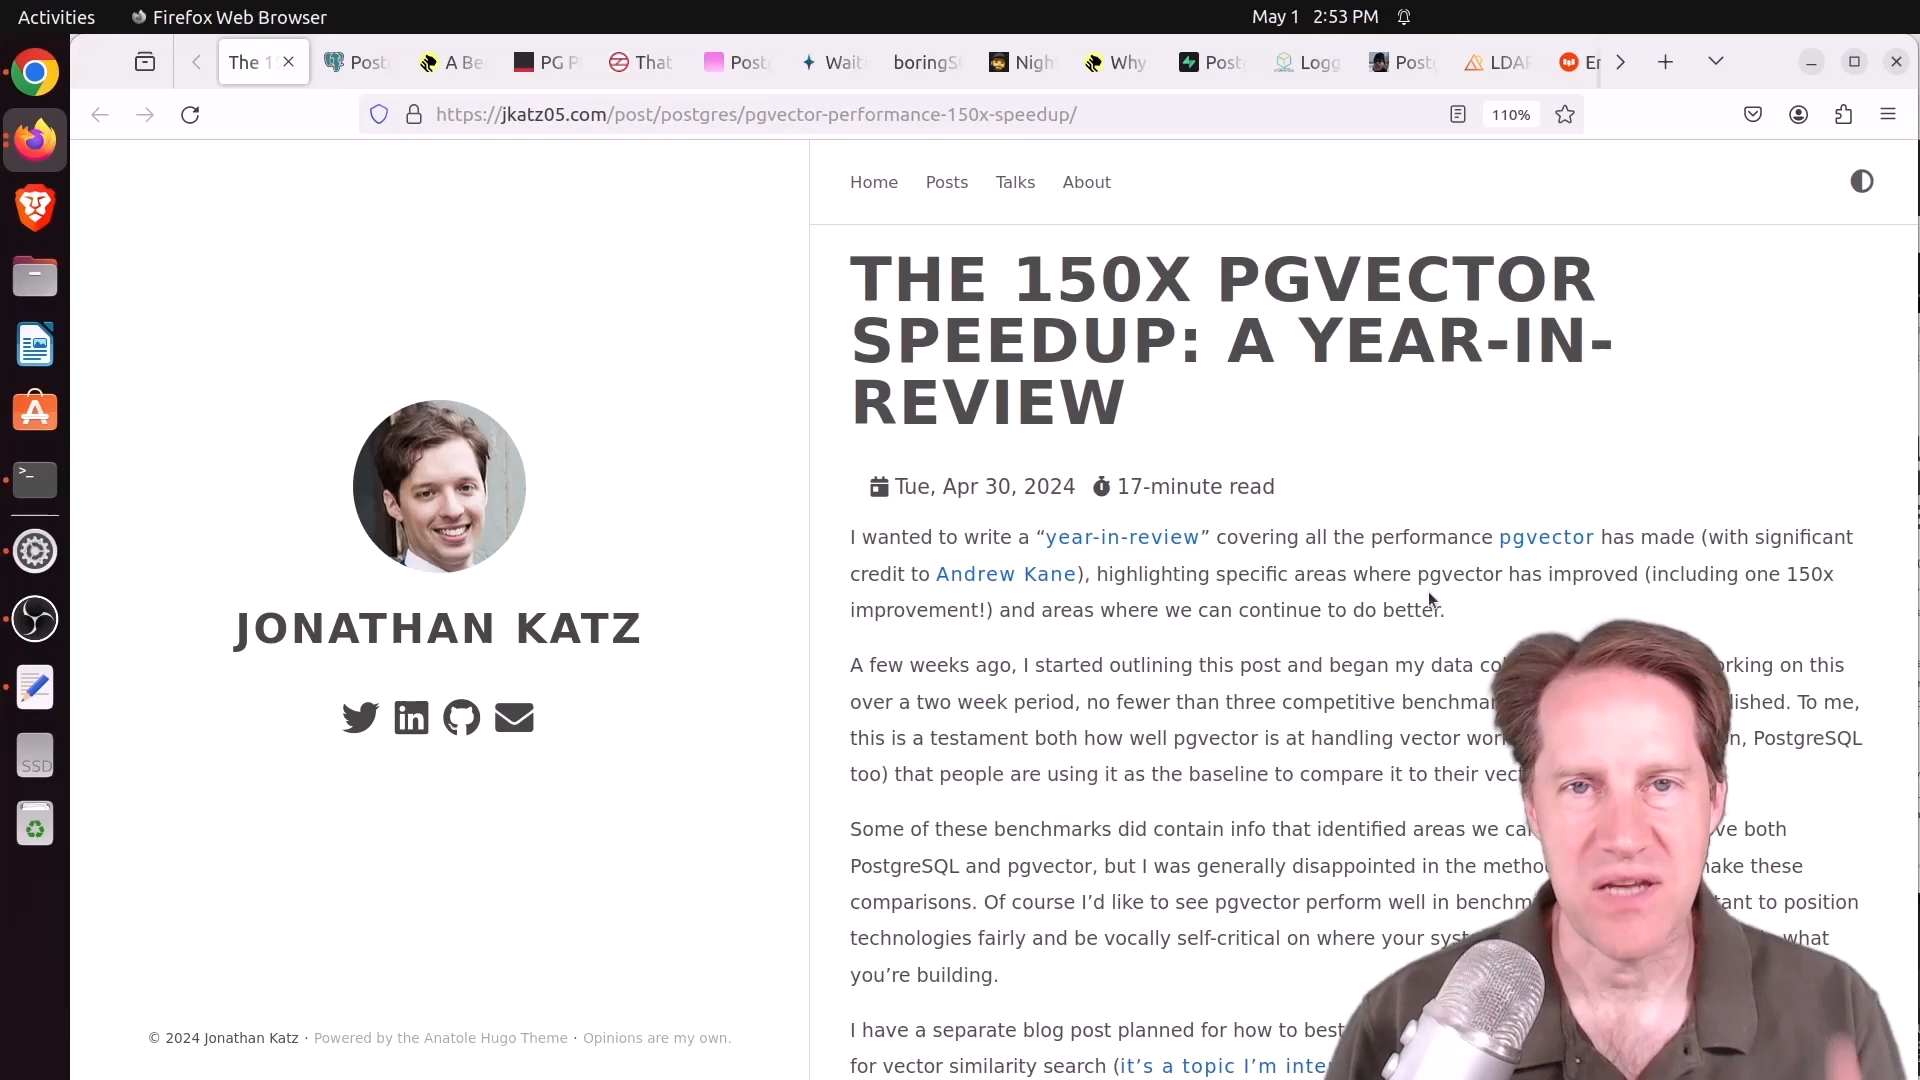 Activities
Firefox Web Browser
May 1 2:53 PM
The 1
Post
A Be
PG P
That
Post
Wait
boringS
Nigh
Why
Post
Logg
Post
LDA
Er
https://jkatz05.com/post/postgres/pgvector-performance-150x-speedup/
110%
Home Posts Talks About
THE 150X PGVECTOR
SPEEDUP: A YEAR-IN-
REVIEW
Tue, Apr 30, 2024 17-minute read
I wanted to write a “year-in-review” covering all the performance pgvector has made (with significant
credit to Andrew Kane), highlighting specific areas where pgvector has improved (including one 150x
improvement!) and areas where we can continue to do better.
A few weeks ago, I started outlining this post and began my data co rking on this
over a two week period, no fewer than three competitive benchmar lished. To me,
this is a testament both how well pgvector is at handling vector wor n, PostgreSQL
too) that people are using it as the baseline to compare it to their vec
Some of these benchmarks did contain info that identified areas we ca ve both
PostgreSQL and pgvector, but I was generally disappointed in the metho make these
comparisons. Of course I’d like to see pgvector perform well in benchm tant to position
technologies fairly and be vocally self-critical on where your sys what
you’re building.
I have a separate blog post planned for how to best
for vector similarity search (it’s a topic I’m inte
JONATHAN KATZ
© 2024 Jonathan Katz · Powered by the Anatole Hugo Theme · Opinions are my own.
SSD